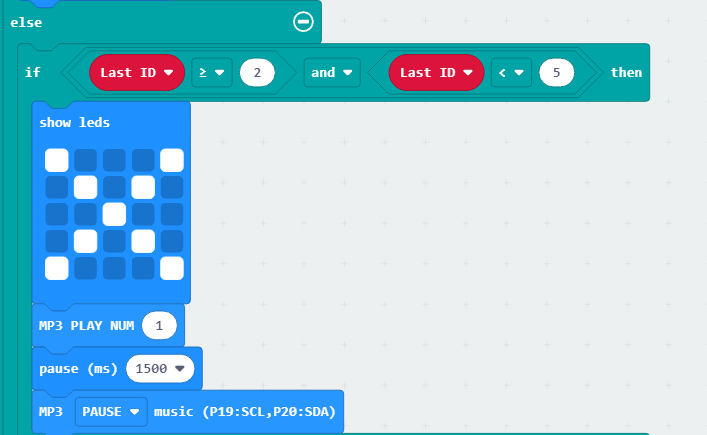 else
if Last ID ≥ 2 and Last ID < 5 then
show leds
MP3 PLAY NUM 1
pause (ms) 1500
MP3 PAUSE music (P19:SCL,P20:SDA)